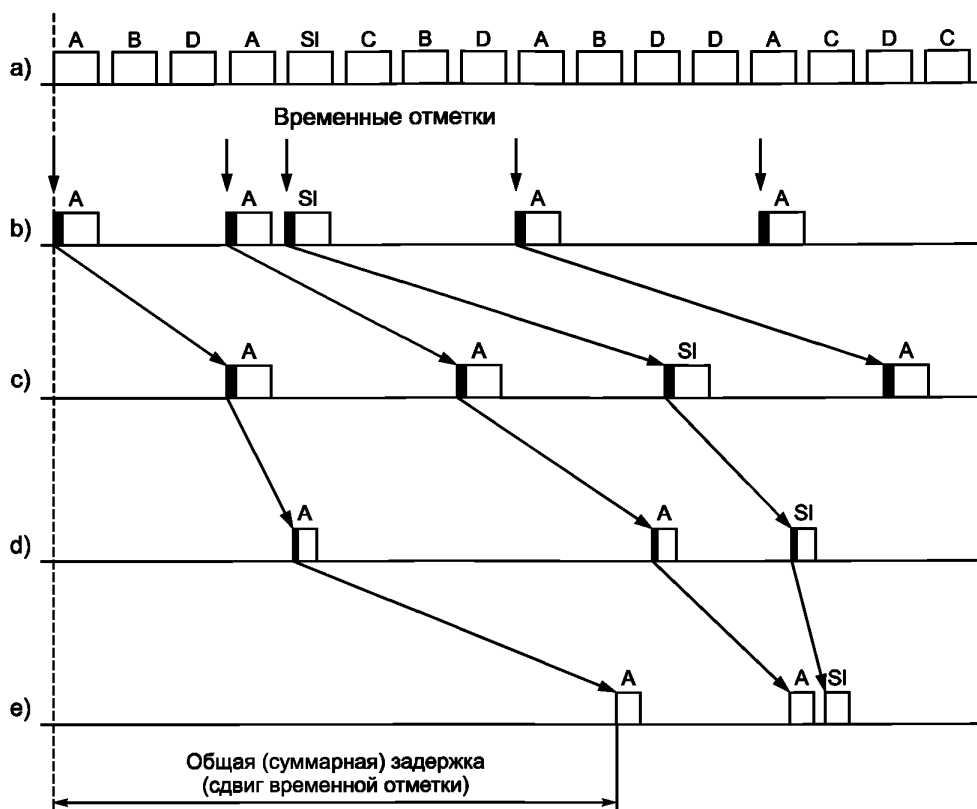 A B D A SI C B D A B D D A C D C
a)
Временные отметки
A A SI A A
b)
A A SI A
c)
A A SI
d)
A A SI
e)
Общая (суммарная) задержка
(сдвиг временной отметки)